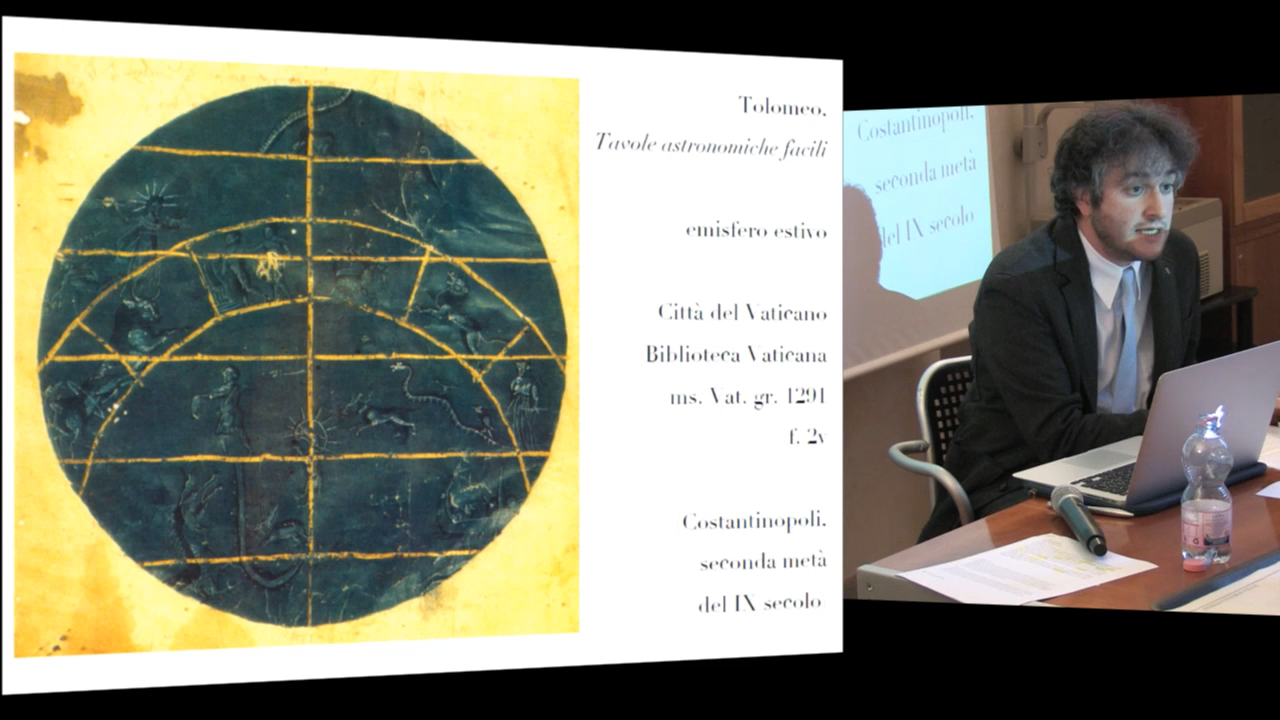 Tolomeo,
Tavole astronomiche facili
emisfero estivo
Città del Vaticano
Biblioteca Vaticana
ms. Vat. gr. 1291
f. 2v
Costantinopoli,
seconda metà
del IX secolo
Costantinopoli,
seconda metà
del IX secolo